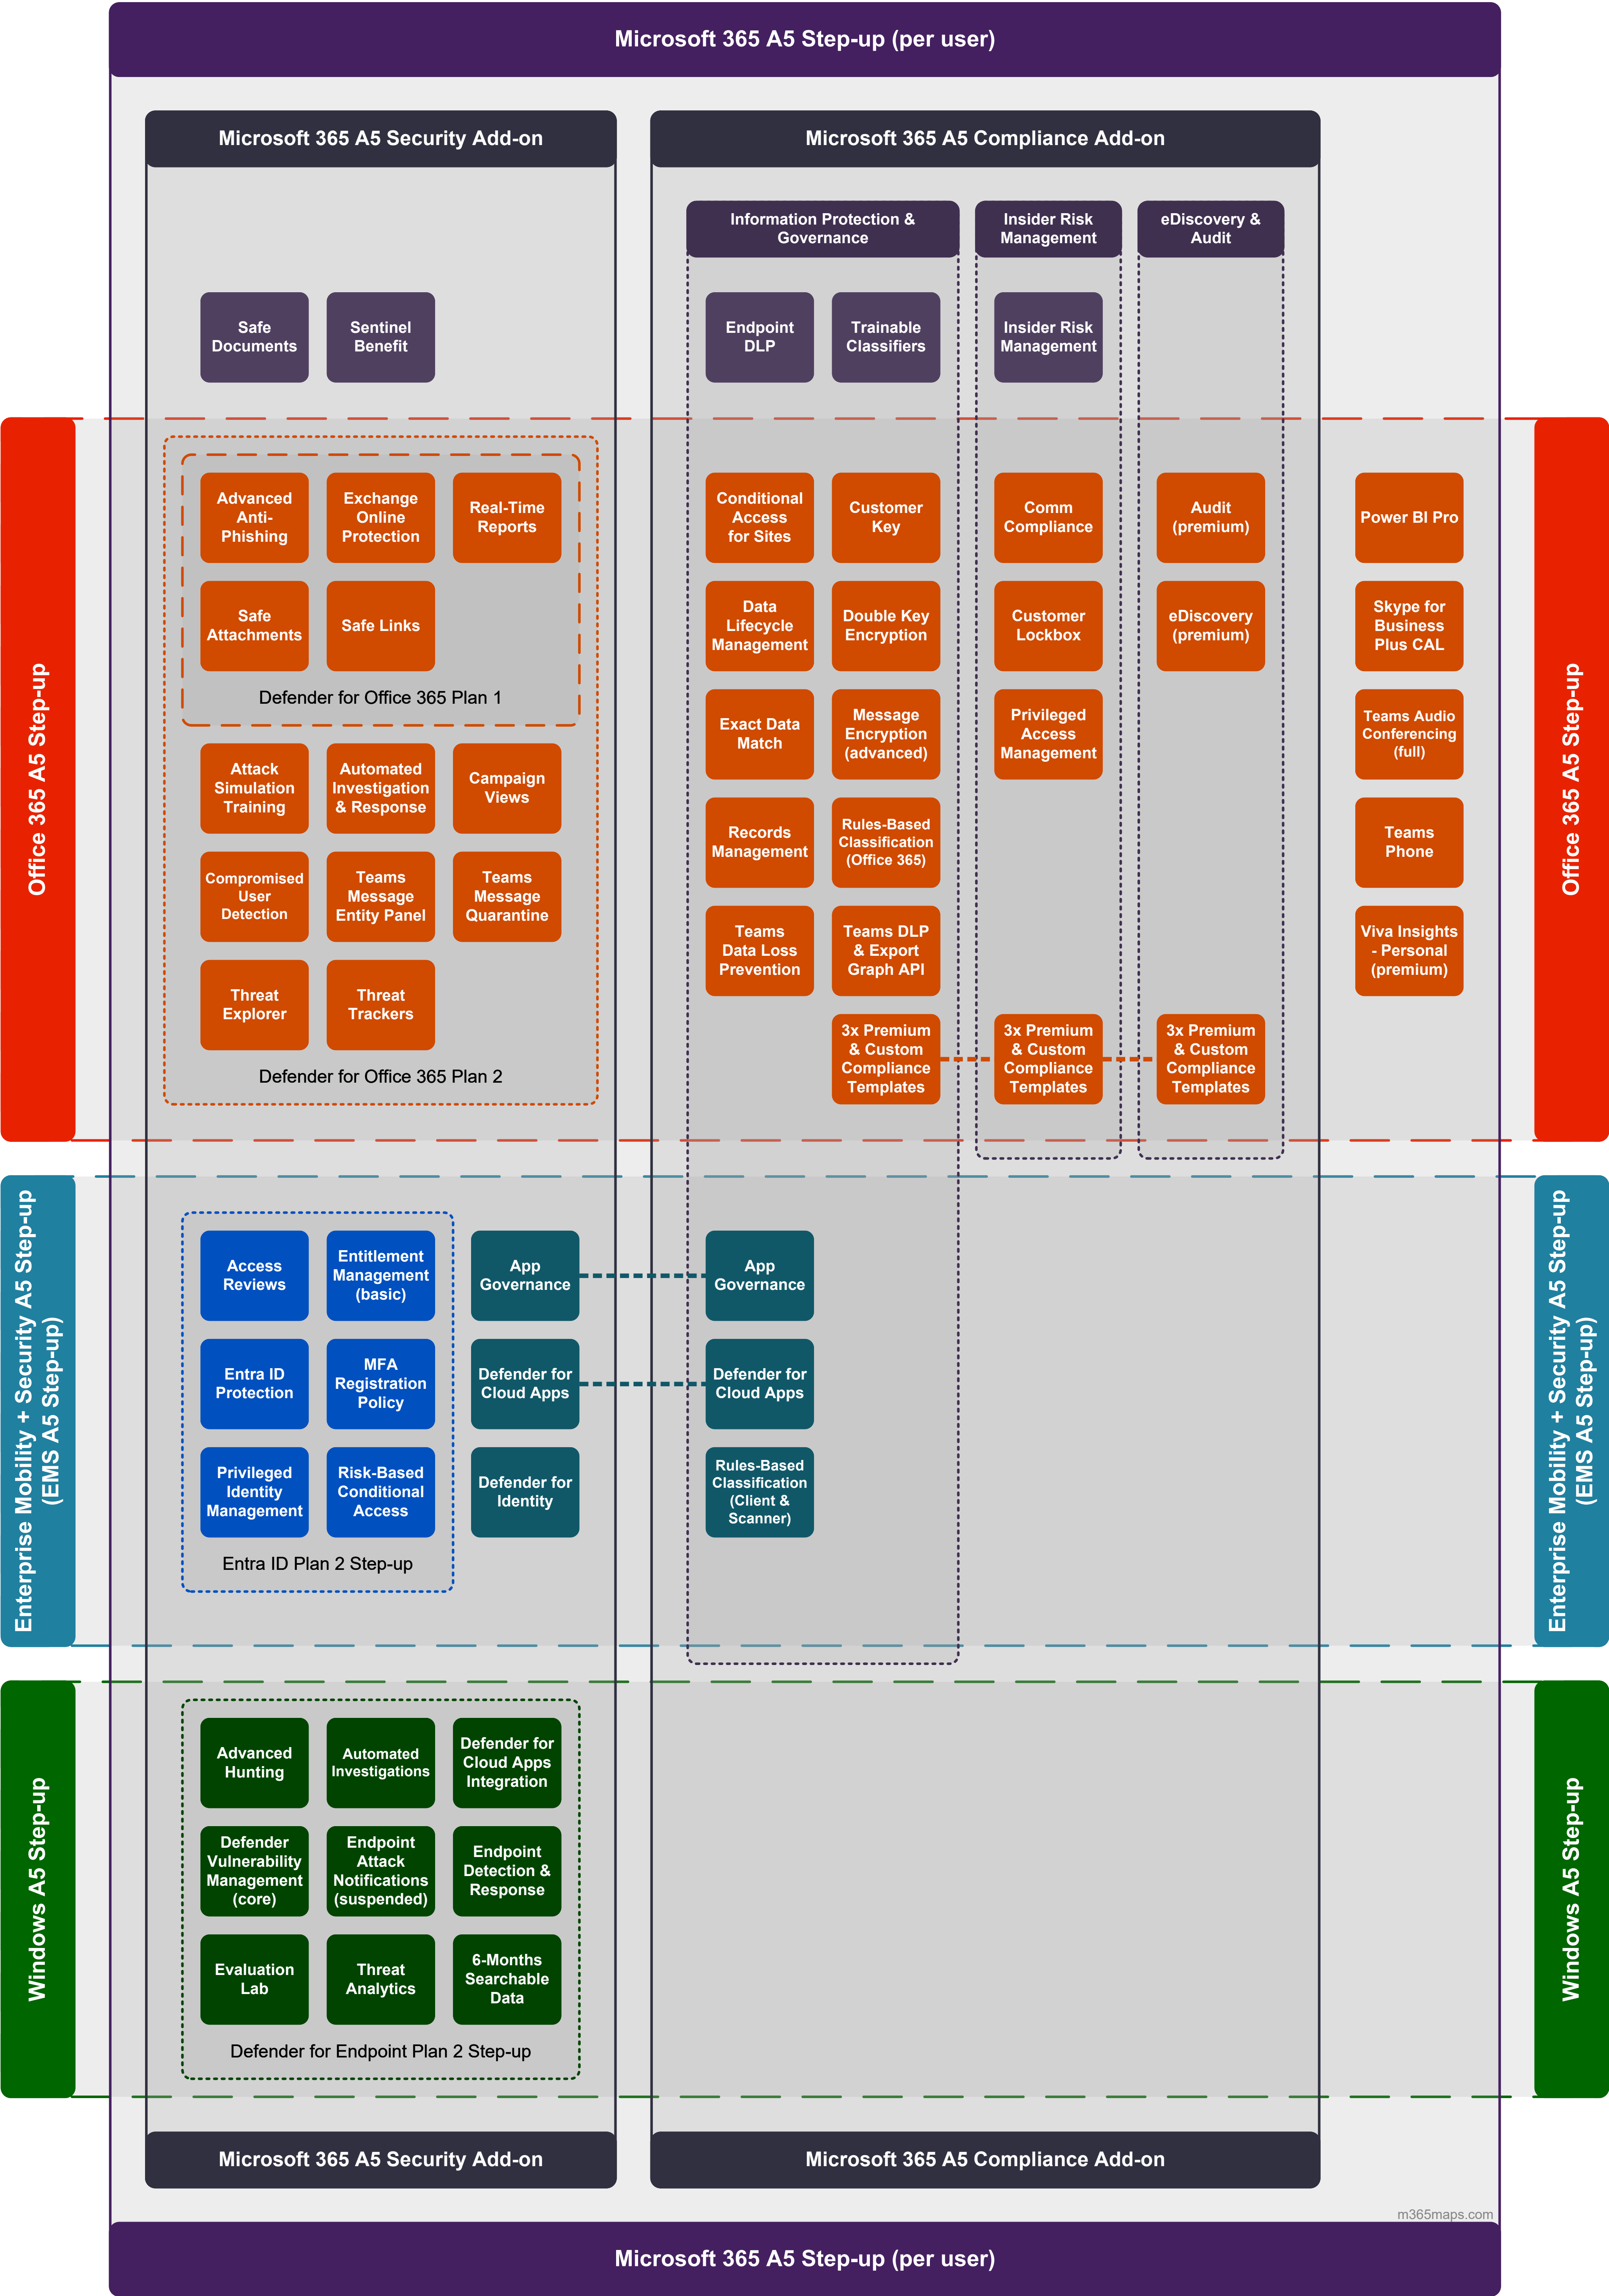 Microsoft 365 A5 Step-up (per user)
Microsoft 365 A5 Security Add-on
Microsoft 365 A5 Compliance Add-on
Information Protection &
Governance
Insider Risk
Management
eDiscovery &
Audit
Safe
Documents
Sentinel
Benefit
Endpoint
DLP
Trainable
Classifiers
Insider Risk
Management
Office 365 A5 Step-up
Advanced
Anti-
Phishing
Exchange
Online
Protection
Real-Time
Reports
Safe
Attachments
Safe Links
Defender for Office 365 Plan 1
Attack
Simulation
Training
Automated
Investigation
& Response
Campaign
Views
Compromised
User
Detection
Teams
Message
Entity Panel
Teams
Message
Quarantine
Threat
Explorer
Threat
Trackers
Defender for Office 365 Plan 2
Conditional
Access
for Sites
Customer
Key
Data
Lifecycle
Management
Double Key
Encryption
Exact Data
Match
Message
Encryption
(advanced)
Records
Management
Rules-Based
Classification
(Office 365)
Teams
Data Loss
Prevention
Teams DLP
& Export
Graph API
3x Premium
& Custom
Compliance
Templates
Comm
Compliance
Customer
Lockbox
Privileged
Access
Management
3x Premium
& Custom
Compliance
Templates
Audit
(premium)
eDiscovery
(premium)
3x Premium
& Custom
Compliance
Templates
Power BI Pro
Skype for
Business
Plus CAL
Teams Audio
Conferencing
(full)
Teams
Phone
Viva Insights
- Personal
(premium)
Office 365 A5 Step-up
Enterprise Mobility + Security A5 Step-up
(EMS A5 Step-up)
Access
Reviews
Entitlement
Management
(basic)
Entra ID
Protection
MFA
Registration
Policy
Privileged
Identity
Management
Risk-Based
Conditional
Access
Entra ID Plan 2 Step-up
App
Governance
Defender for
Cloud Apps
Defender for
Identity
App
Governance
Defender for
Cloud Apps
Rules-Based
Classification
(Client &
Scanner)
Enterprise Mobility + Security A5 Step-up
(EMS A5 Step-up)
Windows A5 Step-up
Advanced
Hunting
Automated
Investigations
Defender for
Cloud Apps
Integration
Defender
Vulnerability
Management
(core)
Endpoint
Attack
Notifications
(suspended)
Endpoint
Detection &
Response
Evaluation
Lab
Threat
Analytics
6-Months
Searchable
Data
Defender for Endpoint Plan 2 Step-up
Windows A5 Step-up
Microsoft 365 A5 Security Add-on
Microsoft 365 A5 Compliance Add-on
m365maps.com
Microsoft 365 A5 Step-up (per user)